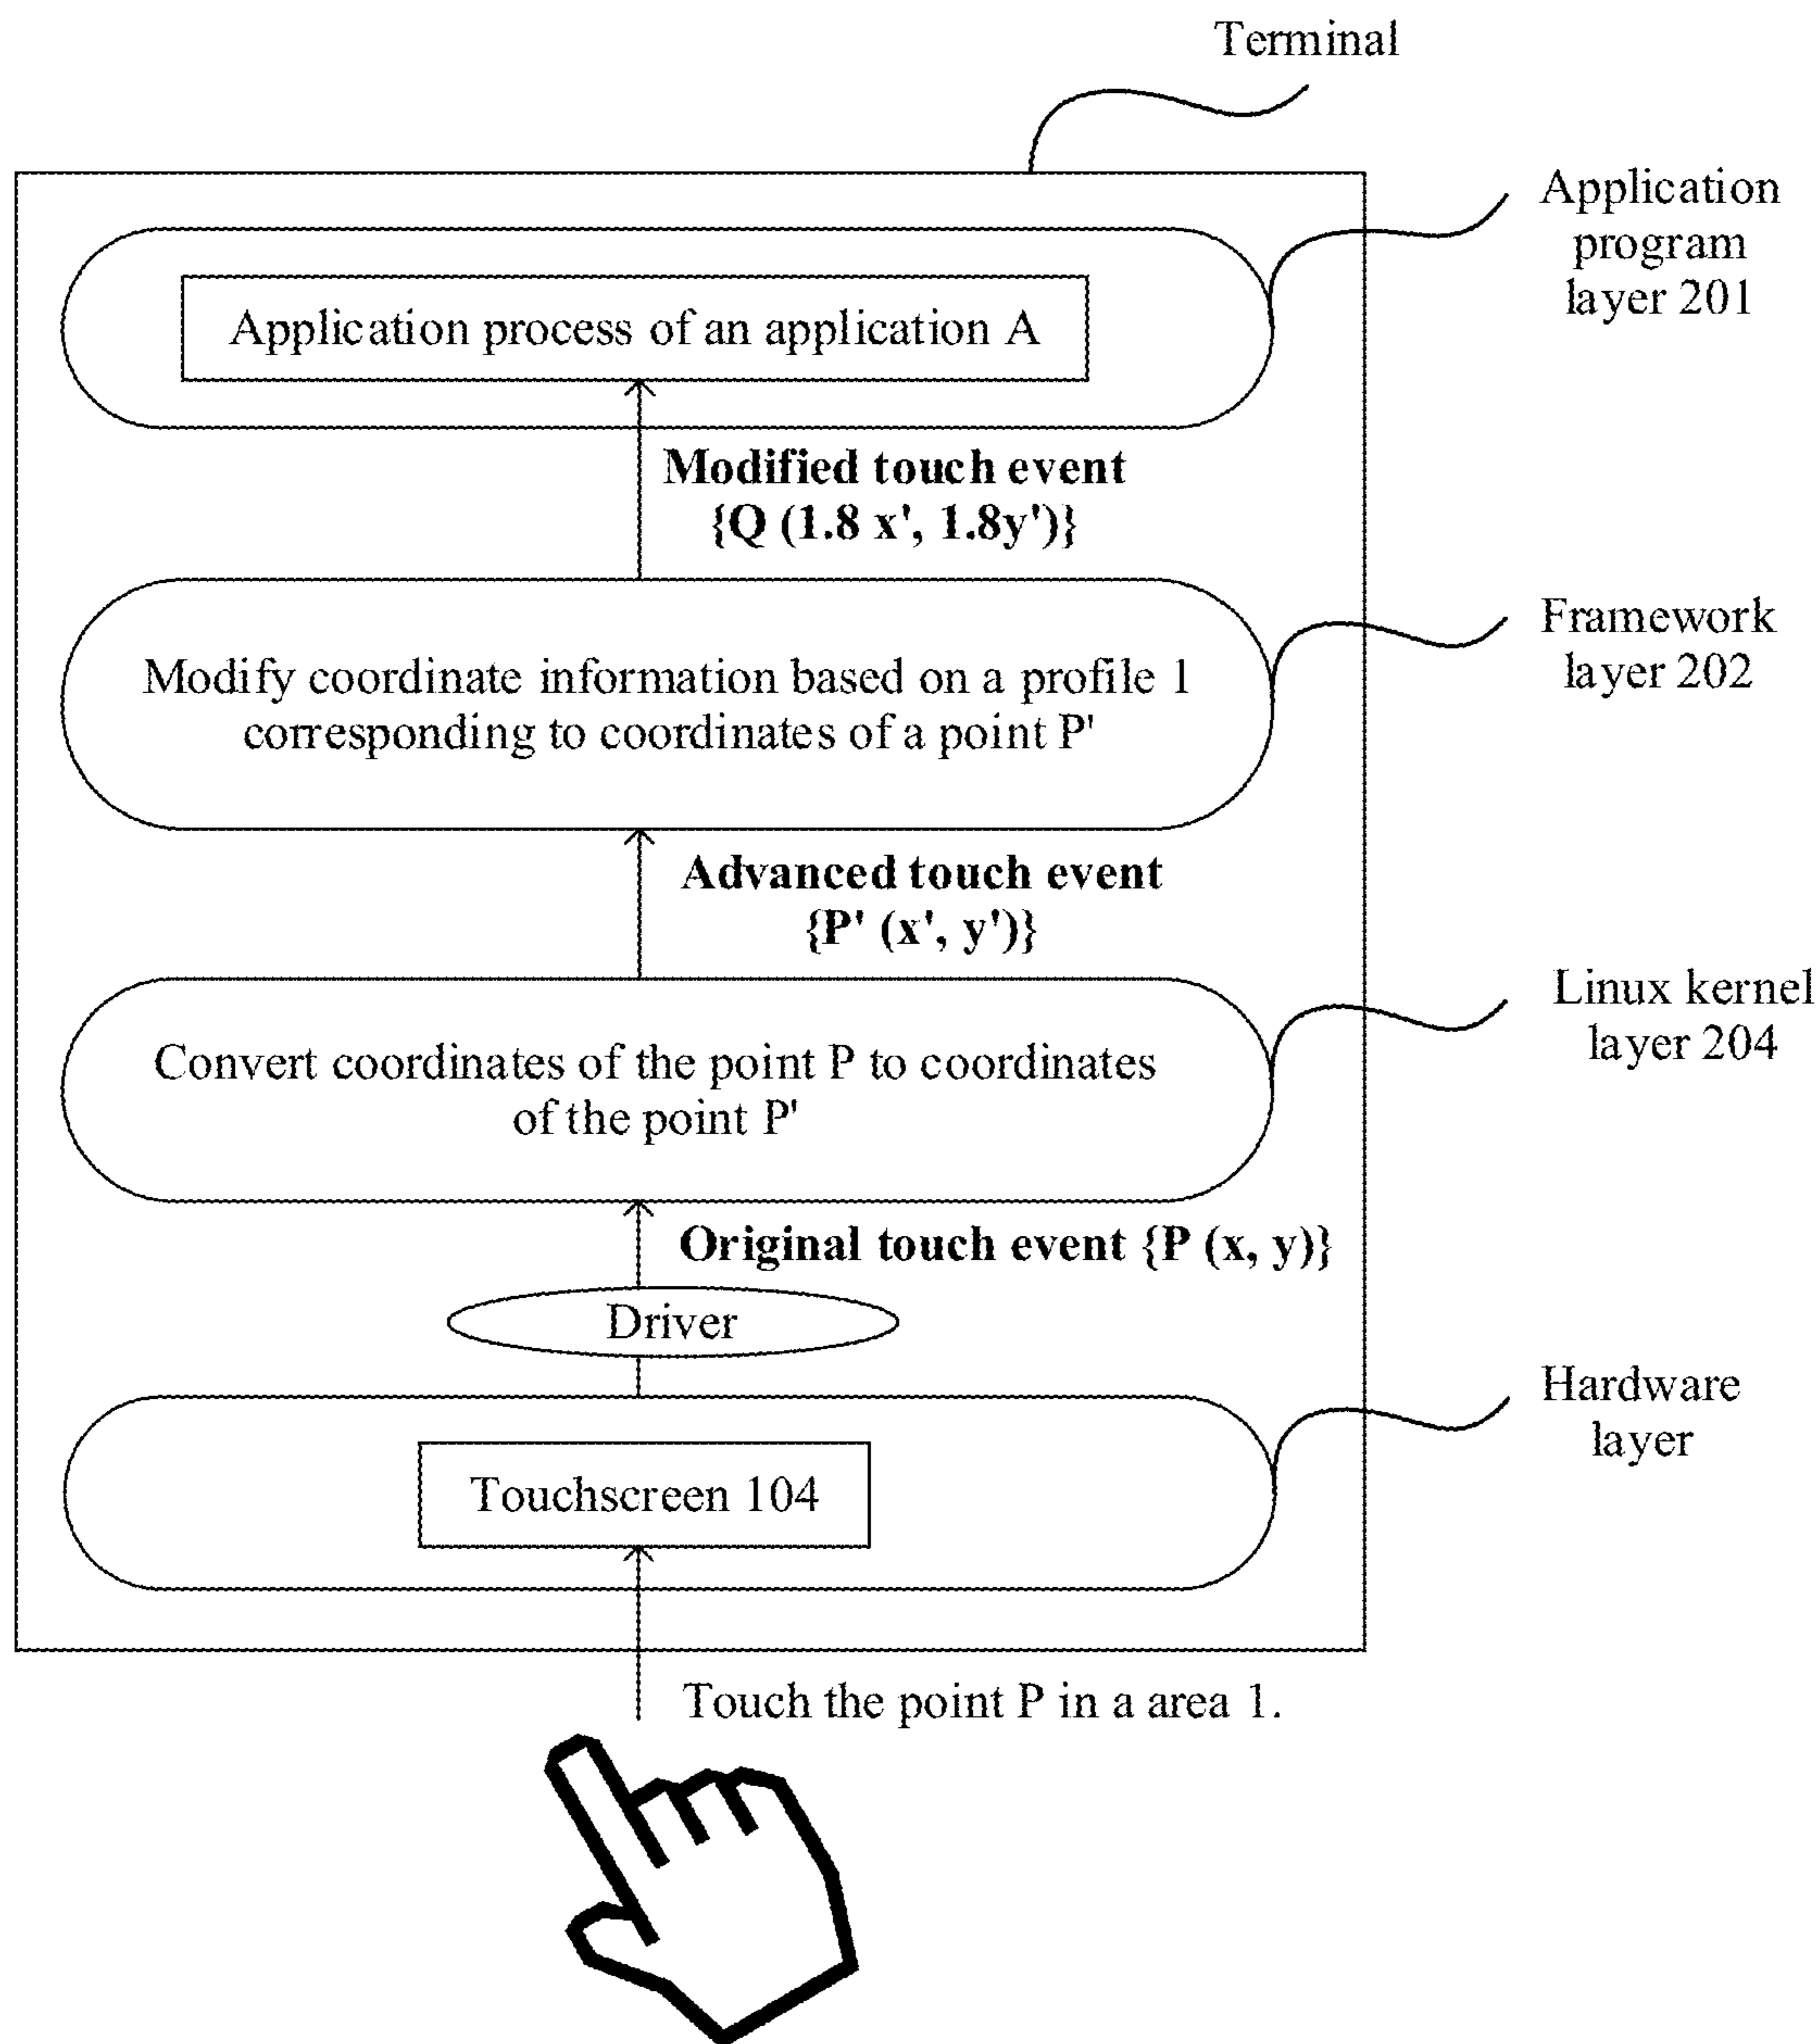 Terminal
Application
program
layer 201
Application process of an application A
Modified touch event
{Q (1.8 x', 1.8y')}
Framework
layer 202
Modify coordinate information based on a profile 1
corresponding to coordinates of a point P'
Advanced touch event
{P' (x', y')}
Linux kernel
layer 204
Convert coordinates of the point P to coordinates
of the point P'
Original touch event {P (x, y)}
Driver
Hardware
layer
Touchscreen 104
Touch the point P in a area 1.